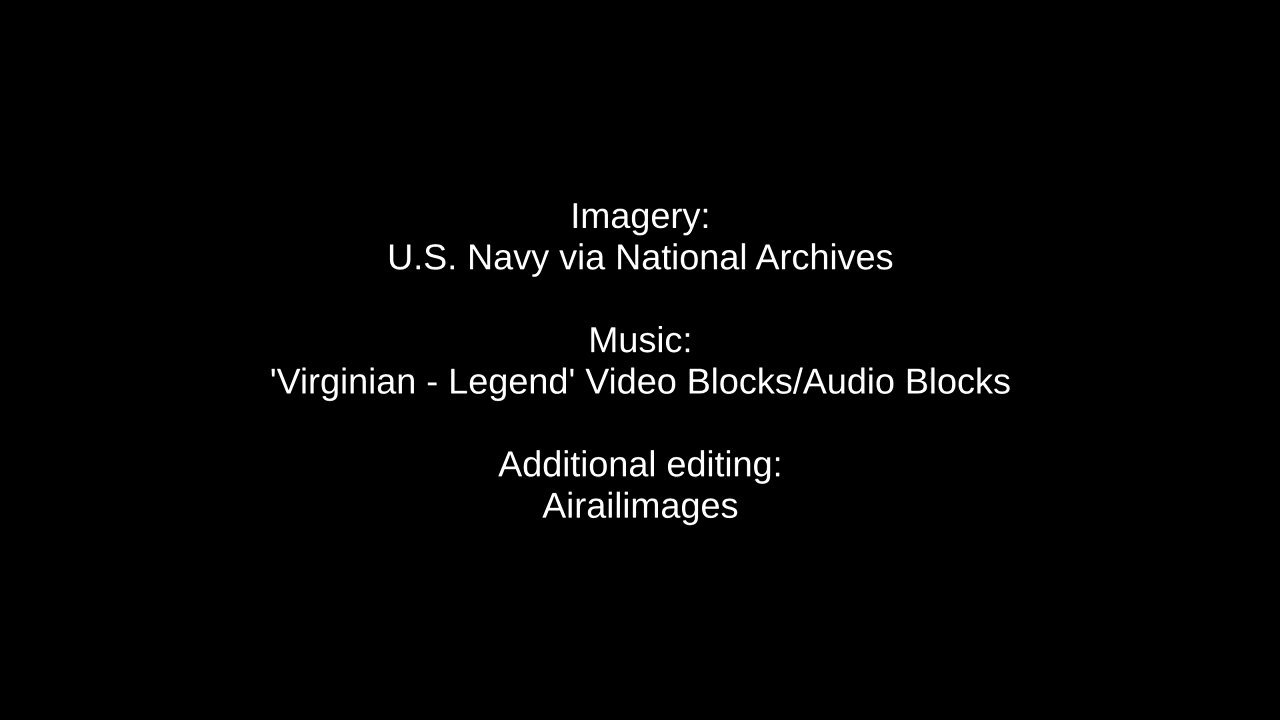 Imagery:
U.S. Navy via National Archives
Music:
'Virginian - Legend' Video Blocks/Audio Blocks
Additional editing:
Airailimages